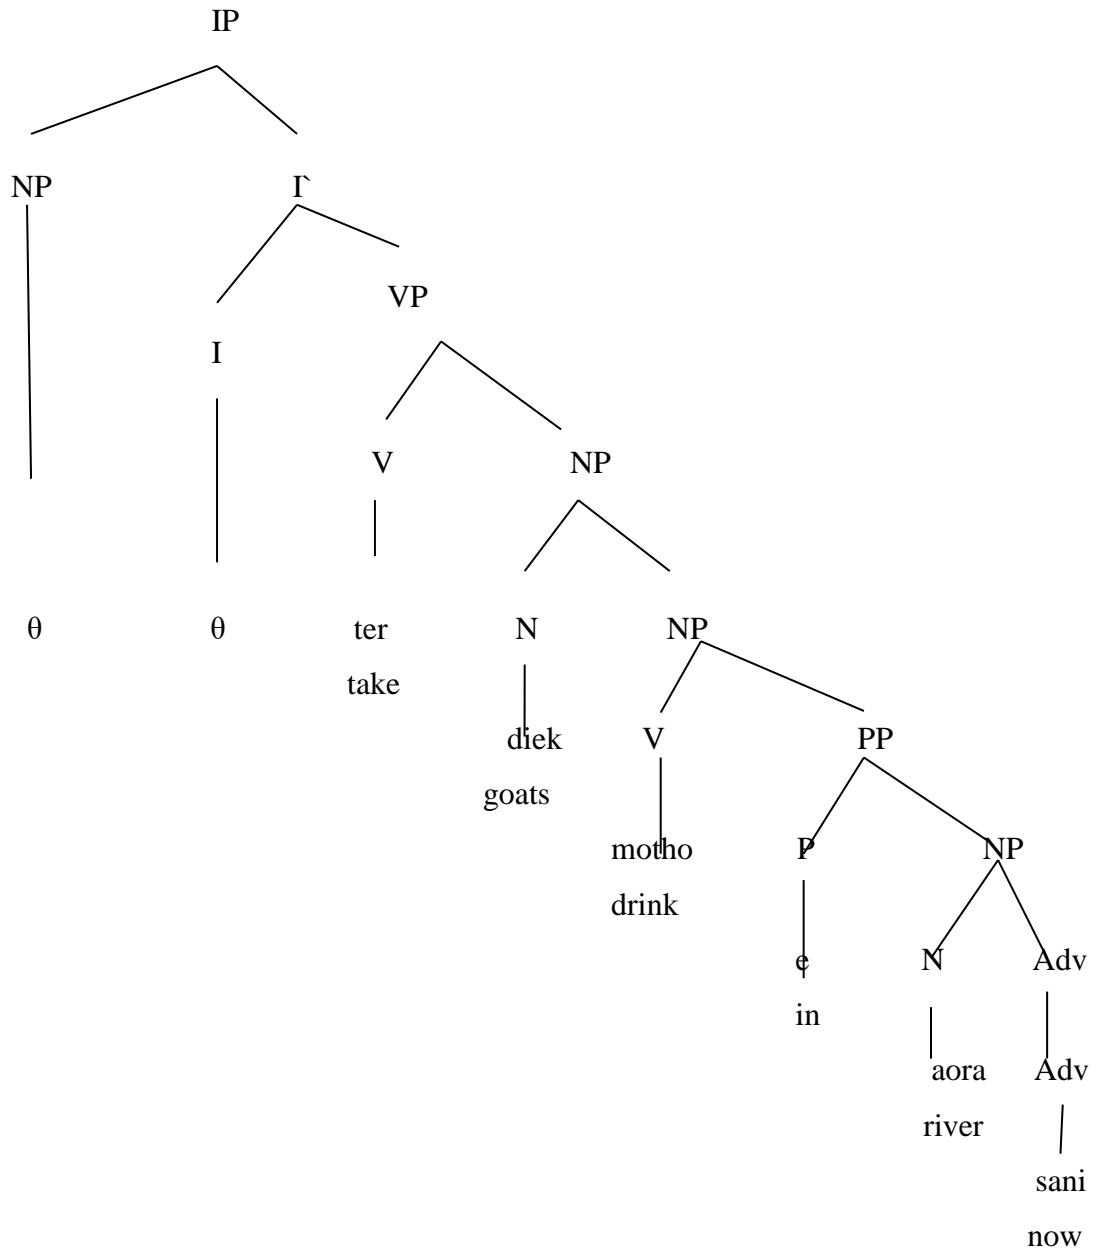 IP
NP I`
VP
I
V NP
θ θ ter N NP
take
diek V PP
goats
motho P NP
drink
e N Adv
in
aora Adv
river
sani
now